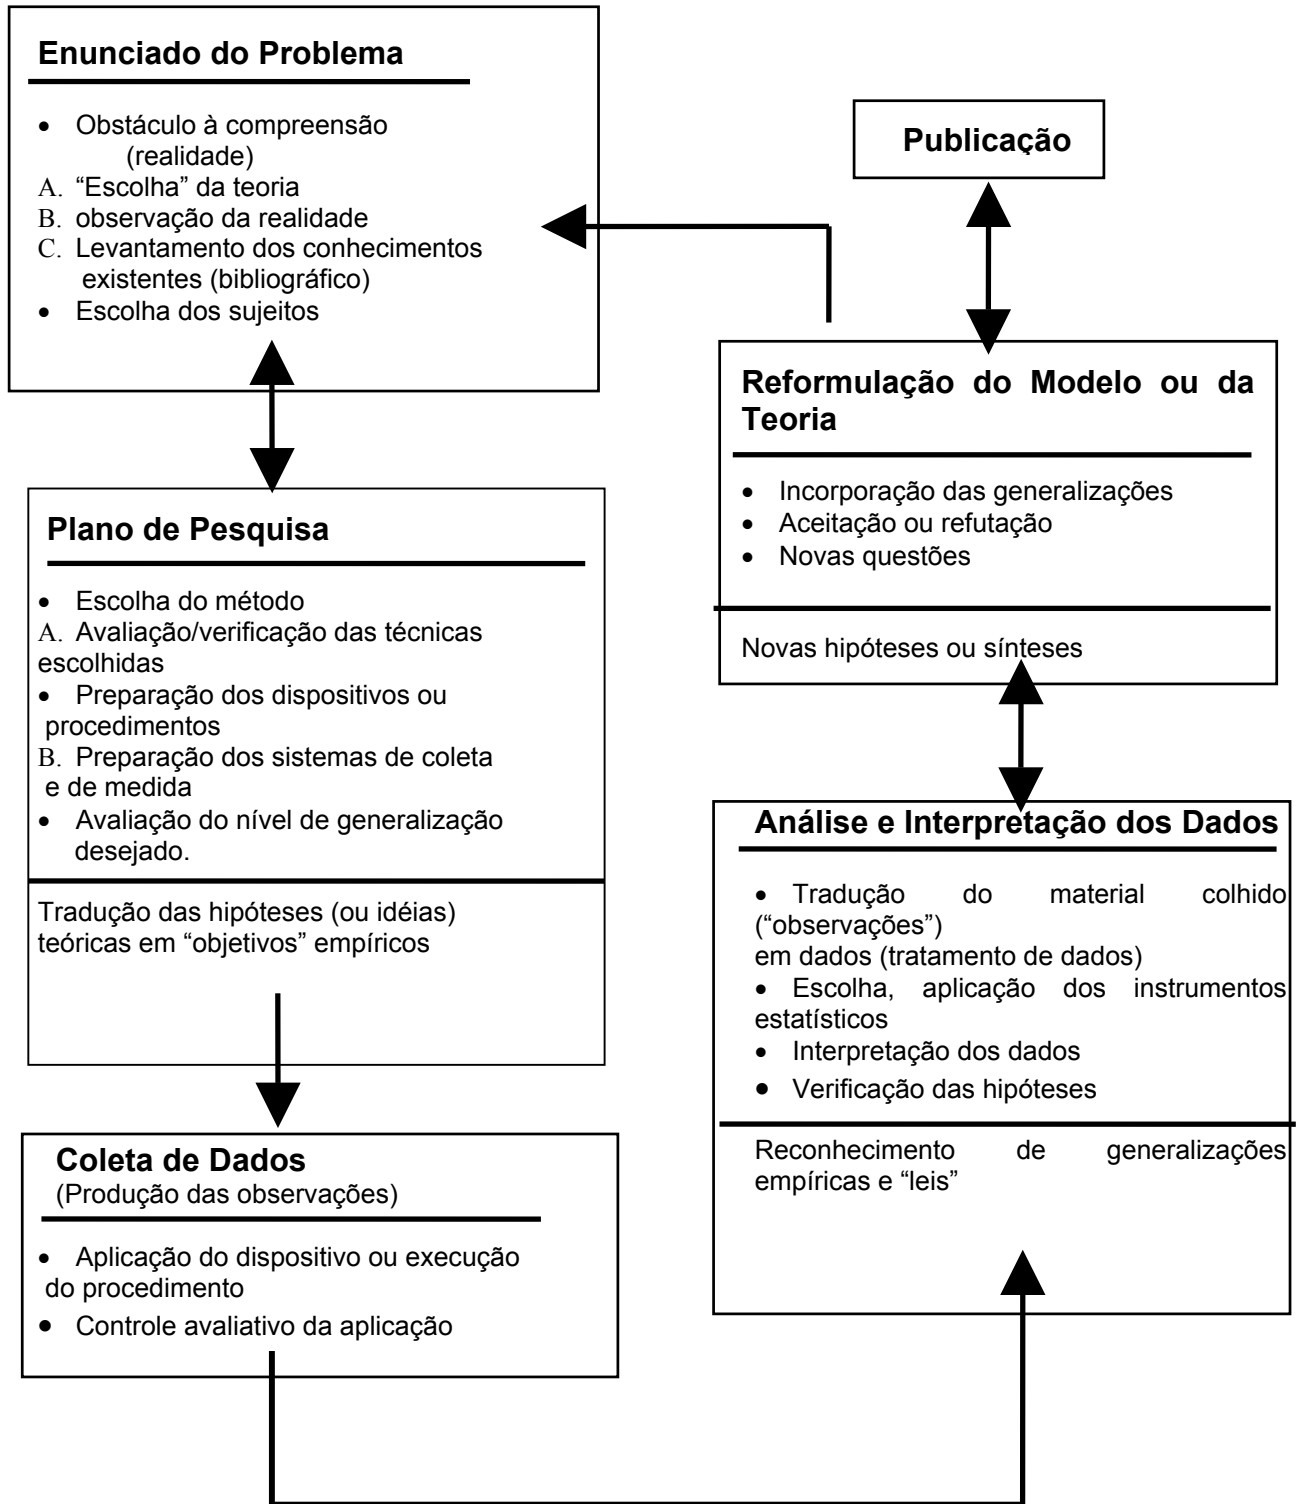 Enunciado do Problema
• Obstáculo à compreensão
(realidade)
A. “Escolha” da teoria
B. observação da realidade
C. Levantamento dos conhecimentos
existentes (bibliográfico)
• Escolha dos sujeitos
Plano de Pesquisa
• Escolha do método
A. Avaliação/verificação das técnicas
escolhidas
• Preparação dos dispositivos ou
procedimentos
B. Preparação dos sistemas de coleta
e de medida
• Avaliação do nível de generalização
desejado.
Tradução das hipóteses (ou idéias)
teóricas em “objetivos” empíricos
Coleta de Dados
(Produção das observações)
• Aplicação do dispositivo ou execução
do procedimento
• Controle avaliativo da aplicação
Publicação
Reformulação do Modelo ou da
Teoria
• Incorporação das generalizações
• Aceitação ou refutação
• Novas questões
Novas hipóteses ou sínteses
Análise e Interpretação dos Dados
• Tradução do material colhido
(“observações”)
em dados (tratamento de dados)
• Escolha, aplicação dos instrumentos
estatísticos
• Interpretação dos dados
• Verificação das hipóteses
Reconhecimento de generalizações
empíricas e “leis”